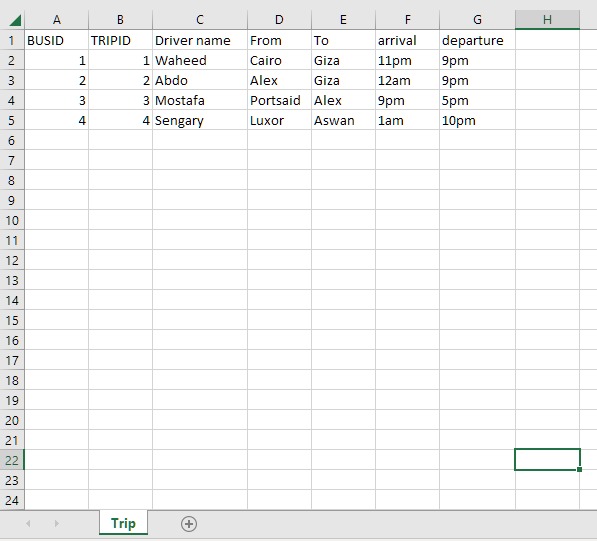 A B C D E F G H
1 BUSID TRIPID Driver name From To arrival departure
2 1 1 Waheed Cairo Giza 11pm 9pm
3 2 2 Abdo Alex Giza 12am 9pm
4 3 3 Mostafa Portsaid Alex 9pm 5pm
5 4 4 Sengary Luxor Aswan 1am 10pm
6
7
8
9
10
11
12
13
14
15
16
17
18
19
20
21
22
23
24
Trip